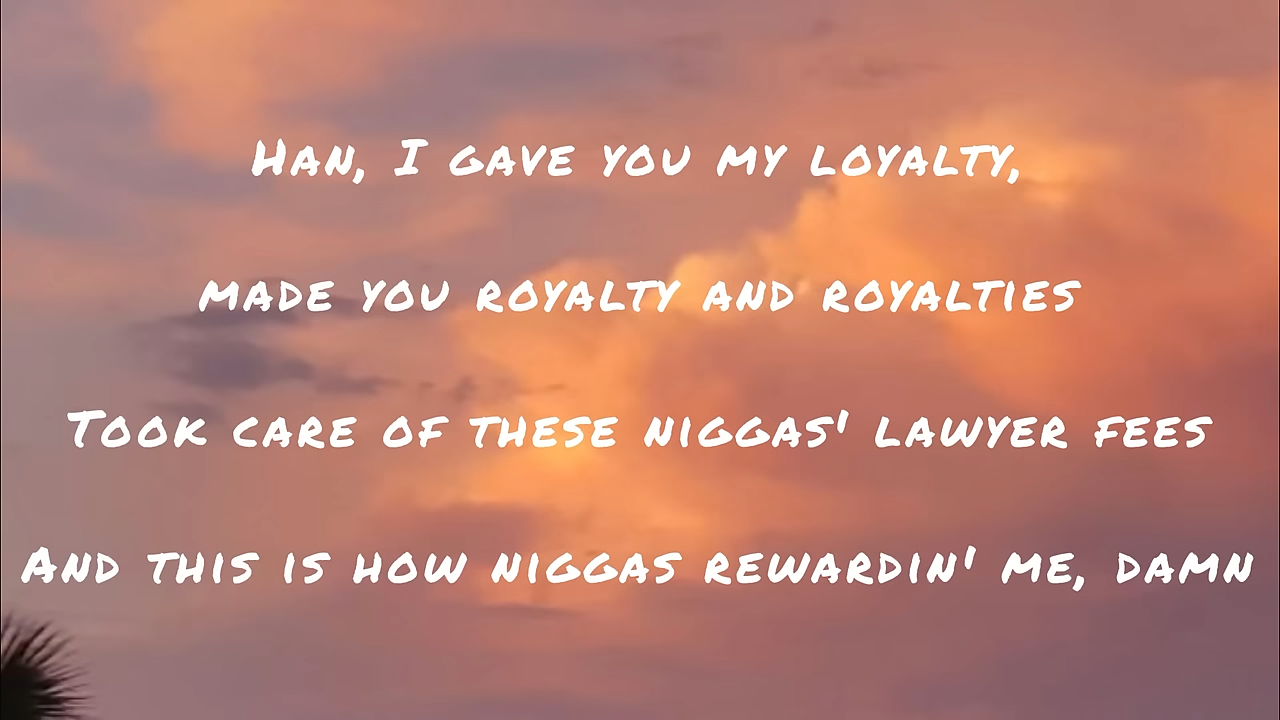 Han, I gave you my loyalty,
made you royalty and royalties
Took care of these niggas' lawyer fees
And this is how niggas rewardin' me, damn